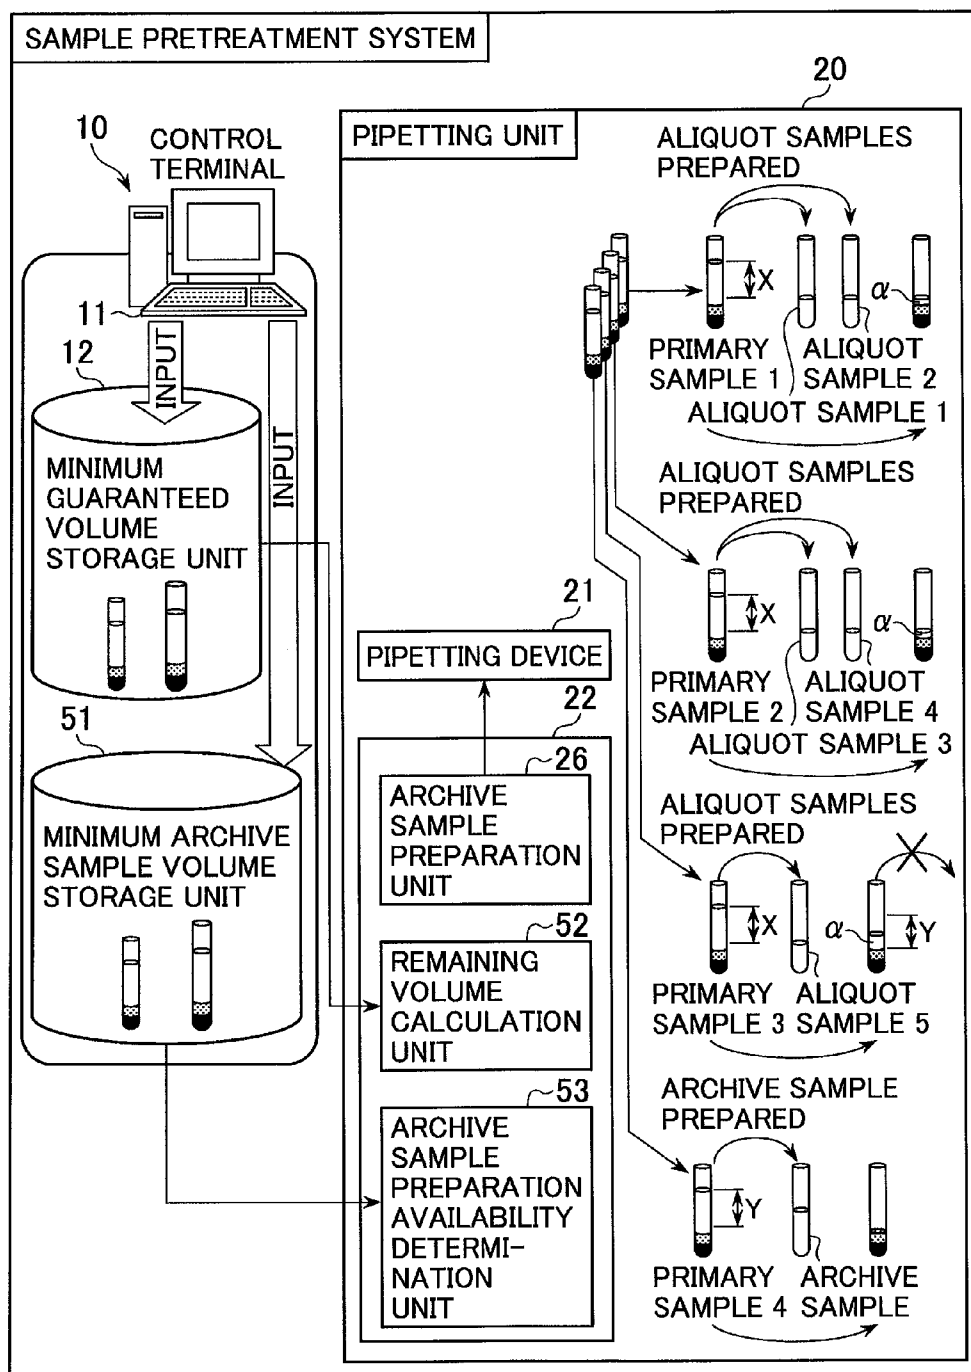 SAMPLE PRETREATMENT SYSTEM
10
CONTROL
TERMINAL
11
INPUT
INPUT
12
MINIMUM
GUARANTEED
VOLUME
STORAGE UNIT
51
MINIMUM ARCHIVE
SAMPLE VOLUME
STORAGE UNIT
20
PIPETTING UNIT
21
PIPETTING DEVICE
22
26
ARCHIVE
SAMPLE
PREPARATION
UNIT
52
REMAINING
VOLUME
CALCULATION
UNIT
53
ARCHIVE
SAMPLE
PREPARATION
AVAILABILITY
DETERMI-
NATION
UNIT
ALIQUOT SAMPLES
PREPARED
X
α
PRIMARY
SAMPLE 1
ALIQUOT
SAMPLE 2
ALIQUOT SAMPLE 1
ALIQUOT SAMPLES
PREPARED
X
α
PRIMARY
SAMPLE 2
ALIQUOT
SAMPLE 4
ALIQUOT SAMPLE 3
ALIQUOT SAMPLES
PREPARED
X
α
Y
PRIMARY
SAMPLE 3
ALIQUOT
SAMPLE 5
ARCHIVE SAMPLE
PREPARED
Y
PRIMARY
SAMPLE 4
ARCHIVE
SAMPLE